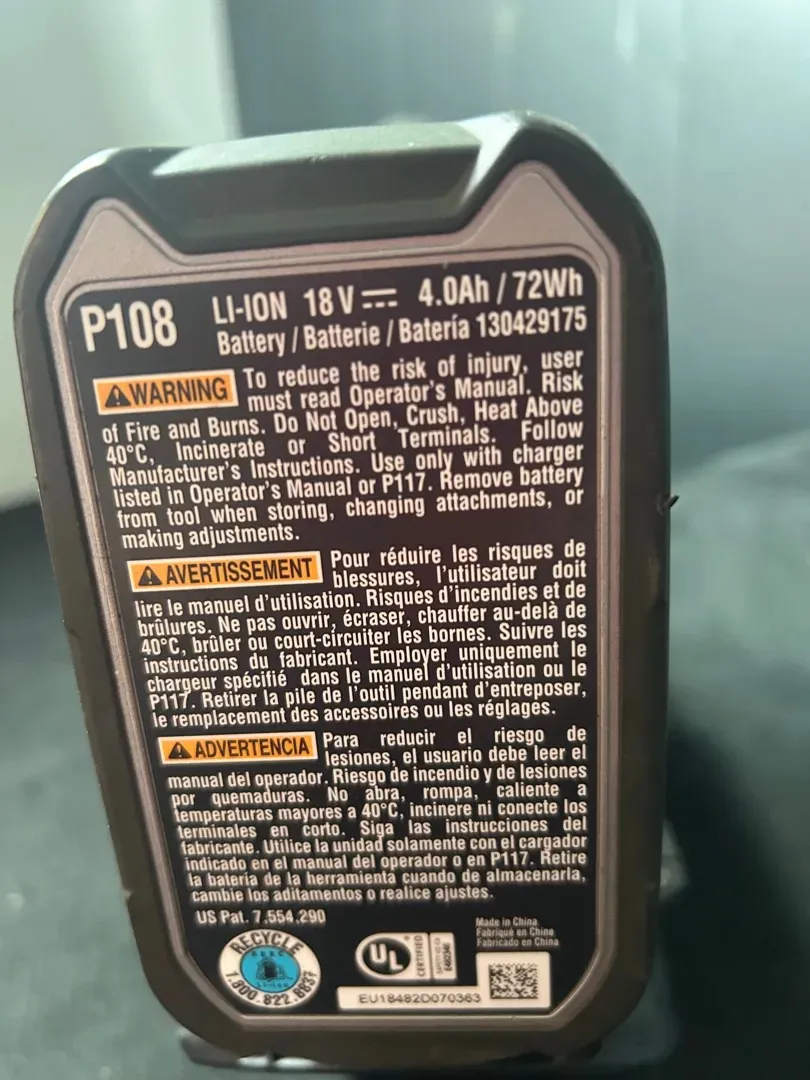 P108
LI-ION 18 V ⎓ 4.0Ah / 72Wh
Battery / Batterie / Batería 130429175
WARNING To reduce the risk of injury, user
must read Operator's Manual. Risk
of Fire and Burns. Do Not Open, Crush, Heat Above
40°C, Incinerate or Short Terminals. Follow
Manufacturer's Instructions. Use only with charger
listed in Operator's Manual or P117. Remove battery
from tool when storing, changing attachments, or
making adjustments.
AVERTISSEMENT Pour réduire les risques de
blessures, l'utilisateur doit
lire le manuel d'utilisation. Risques d'incendies et de
brûlures. Ne pas ouvrir, écraser, chauffer au-delà de
40°C, brûler ou court-circuiter les bornes. Suivre les
instructions du fabricant. Employer uniquement le
chargeur spécifié dans le manuel d'utilisation ou le
P117. Retirer la pile de l'outil pendant d'entreposer,
le remplacement des accessoires ou les réglages.
ADVERTENCIA Para reducir el riesgo de
lesiones, el usuario debe leer el
manual del operador. Riesgo de incendio y de lesiones
por quemaduras. No abra, rompa, caliente a
temperaturas mayores a 40°C, incinere ni conecte los
terminales en corto. Siga las instrucciones del
fabricante. Utilice la unidad solamente con el cargador
indicado en el manual del operador o en P117. Retire
la batería de la herramienta cuando de almacenarla,
cambie los aditamentos o realice ajustes.
US Pat. 7,554,290
Made in China
Fabriqué en Chine
Fabricado en China
RECYCLE
RBRC
Li-Ion
1.800.822.8837
UL
CERTIFIED
EU18482D070363